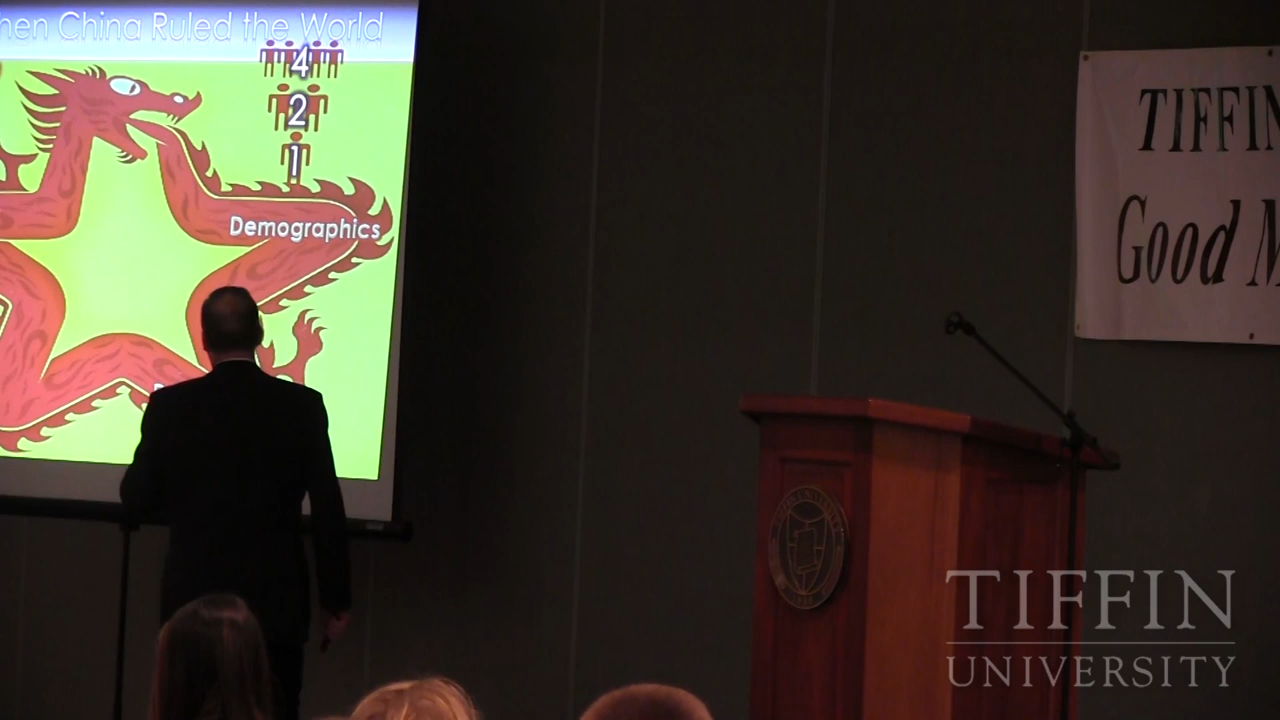 hen China Ruled the World
4
2
1
Demographics
TIFFIN
Good M
TIFFIN
UNIVERSITY